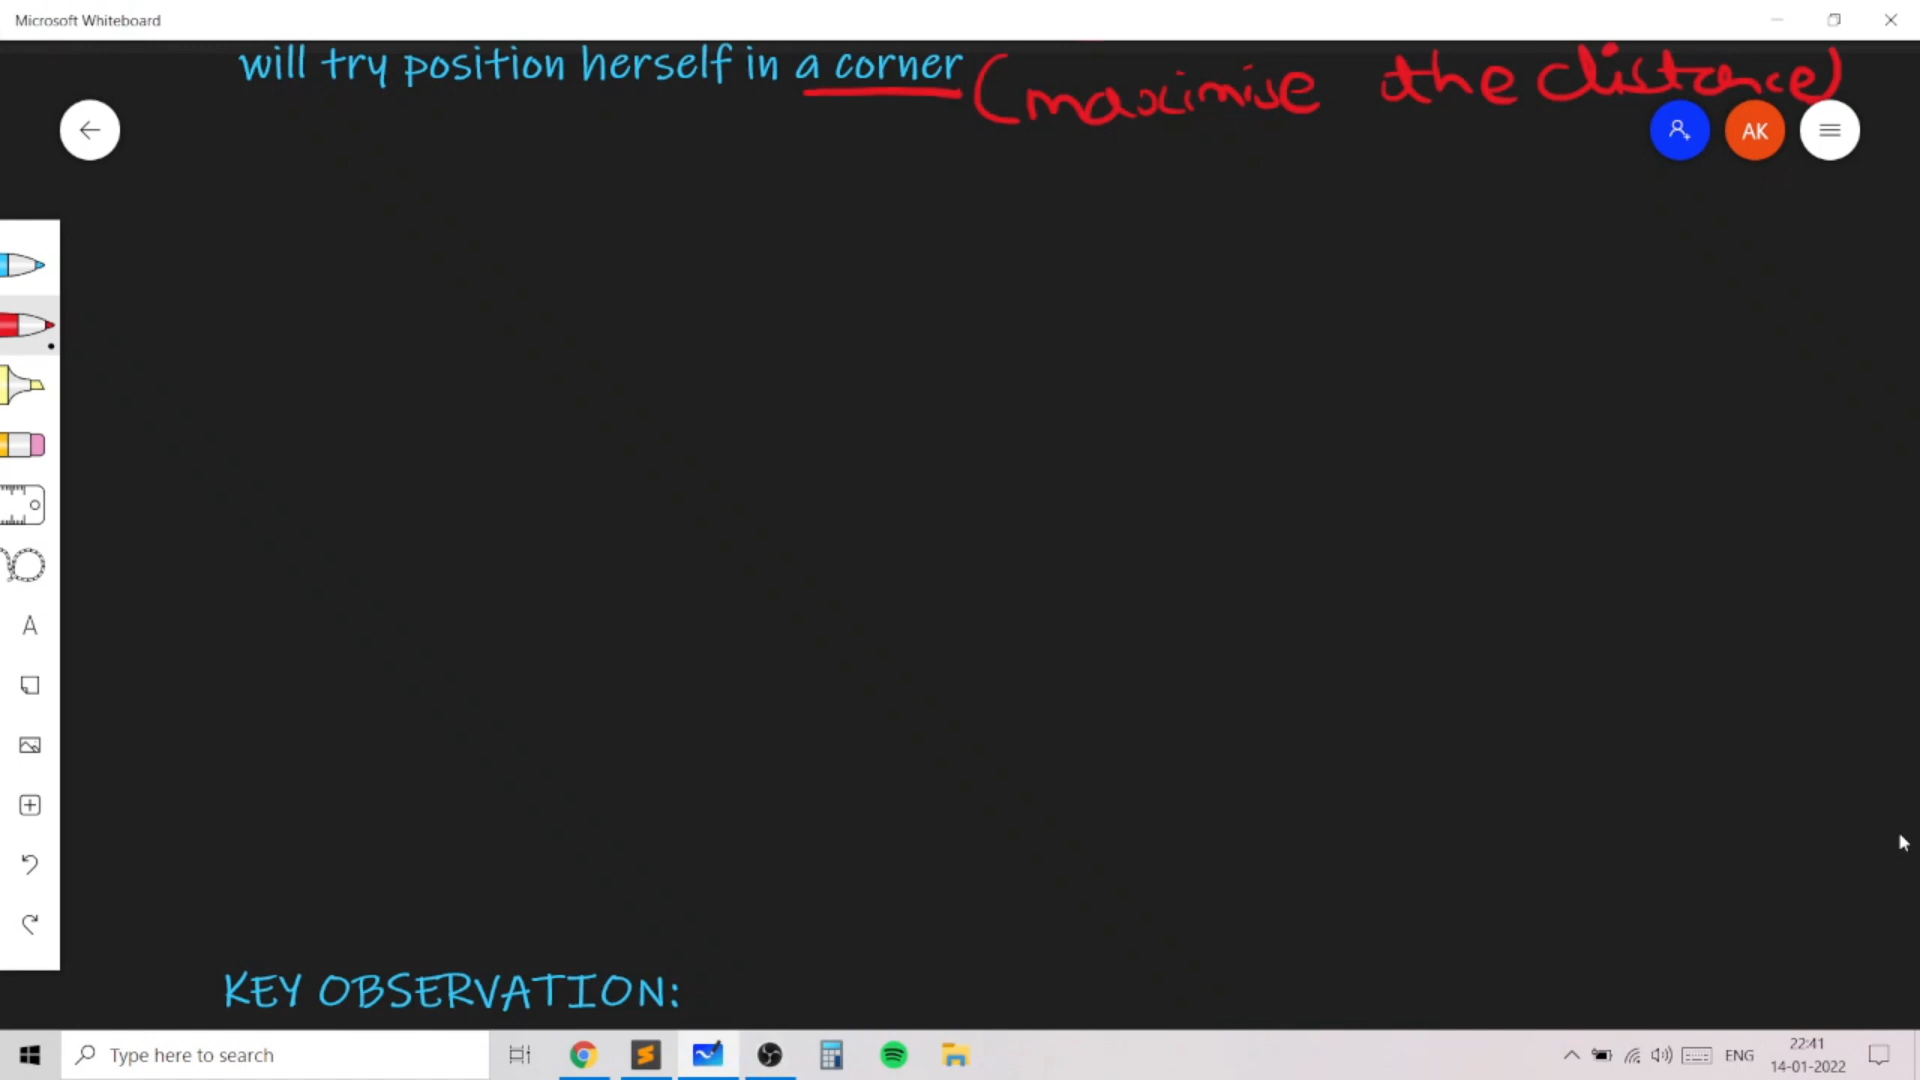 Microsoft Whiteboard
will try position herself in a corner (maximise the distance)
AK
A
KEY OBSERVATION:
Type here to search
ENG
22:41
14-01-2022